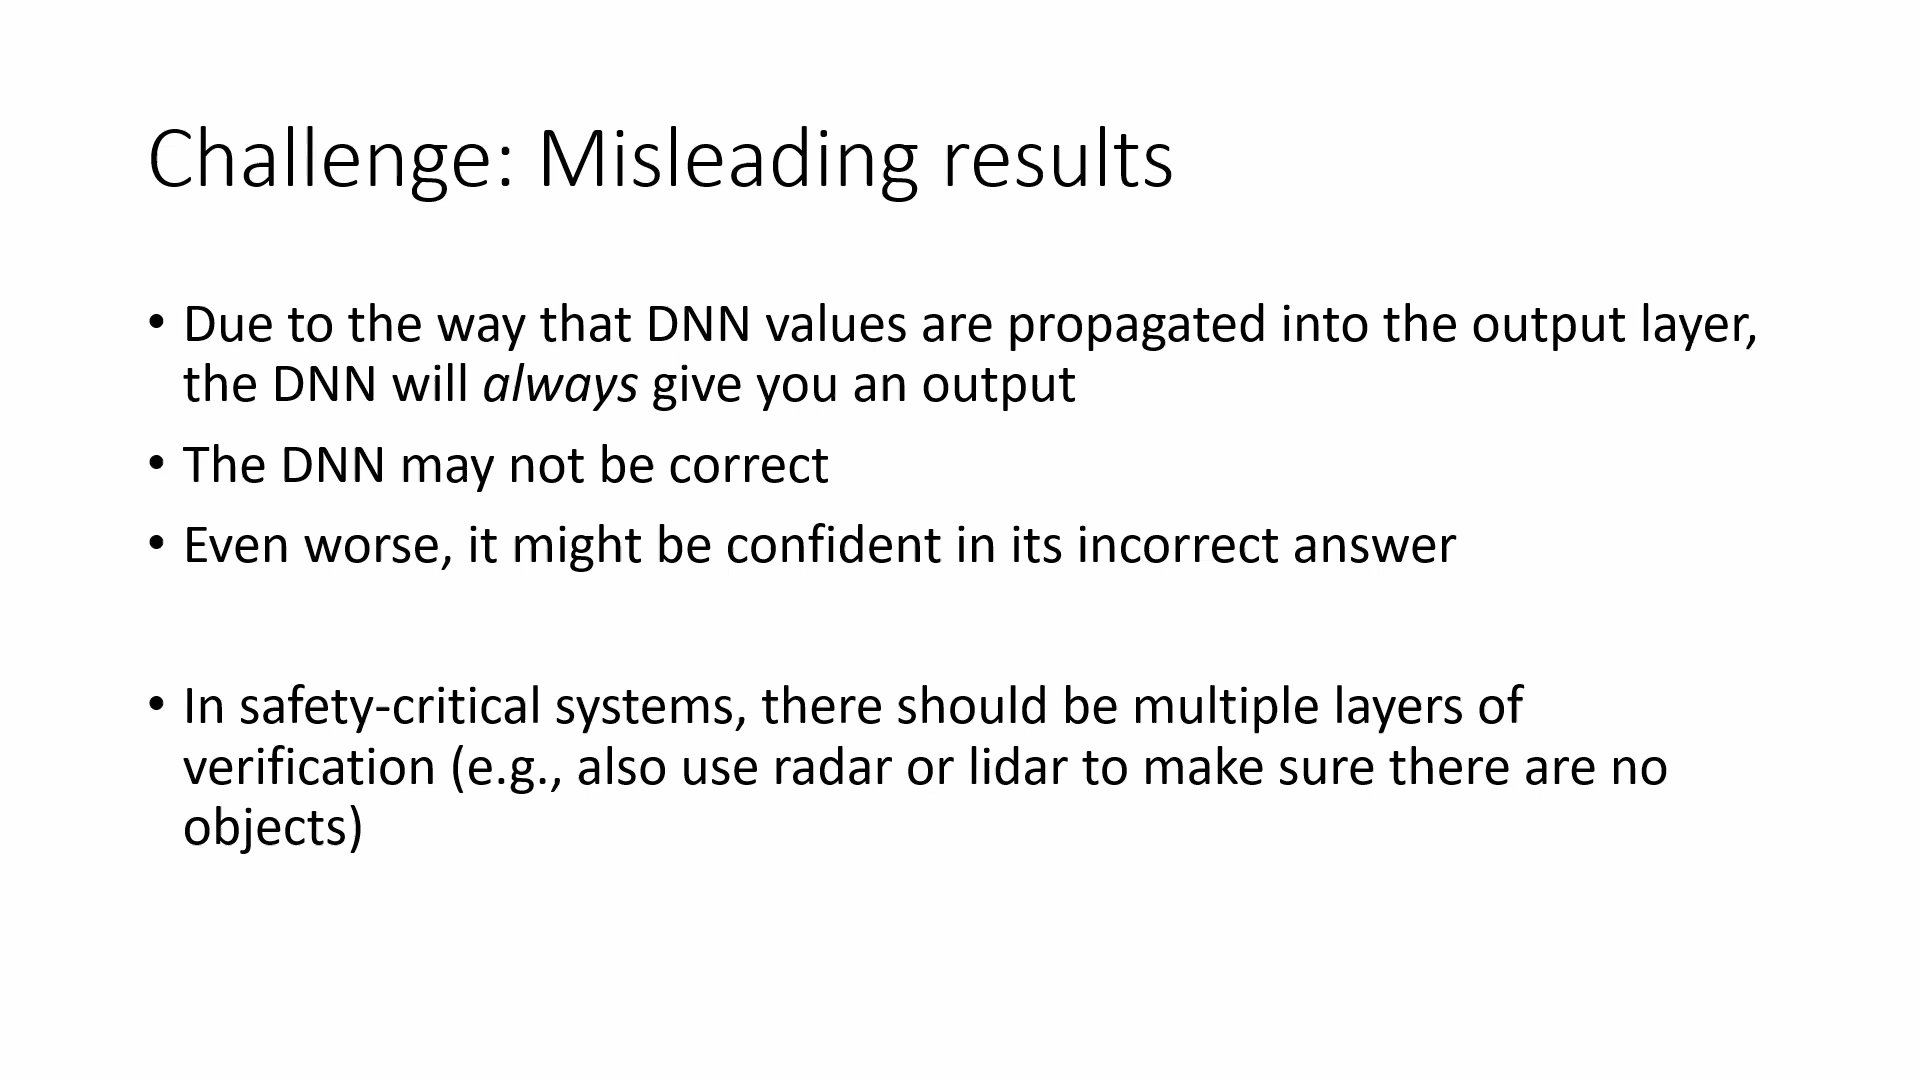 Challenge: Misleading results
• Due to the way that DNN values are propagated into the output layer,
the DNN will always give you an output
• The DNN may not be correct
• Even worse, it might be confident in its incorrect answer
• In safety-critical systems, there should be multiple layers of
verification (e.g., also use radar or lidar to make sure there are no
objects)